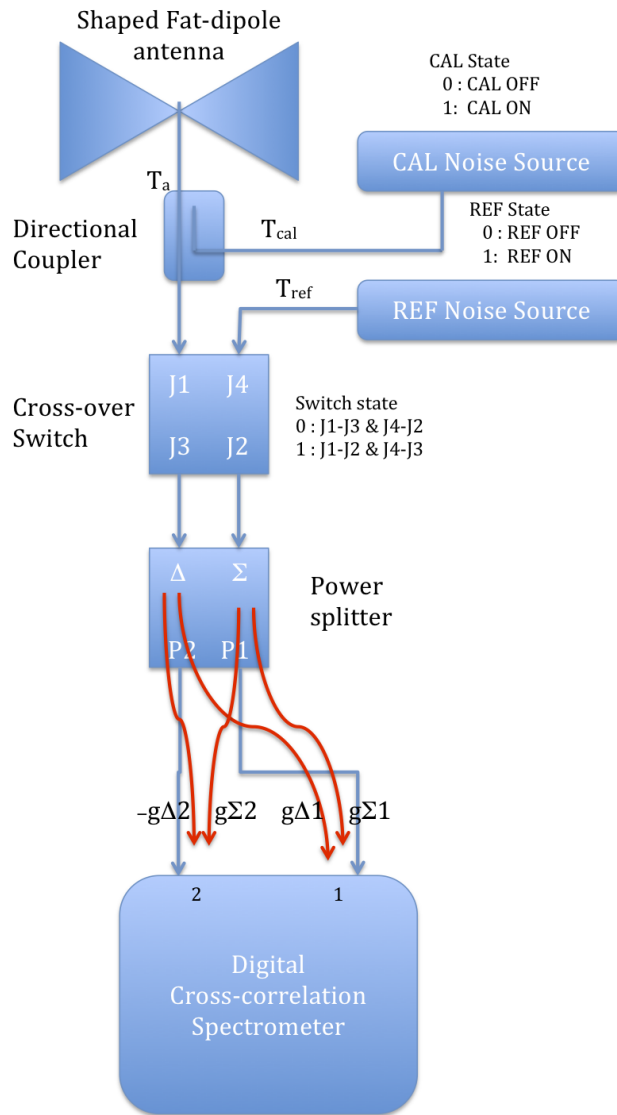 Shaped Fat-dipole
antenna
CAL State
0 : CAL OFF
1: CAL ON
CAL Noise Source
Ta
Directional
Coupler
Tcal
REF State
0 : REF OFF
1: REF ON
Tref
REF Noise Source
J1 J4
Cross-over
Switch
J3 J2
Switch state
0 : J1-J3 & J4-J2
1 : J1-J2 & J4-J3
Δ Σ
Power
splitter
P2 P1
–gΔ2 gΣ2 gΔ1 gΣ1
2 1
Digital
Cross-correlation
Spectrometer